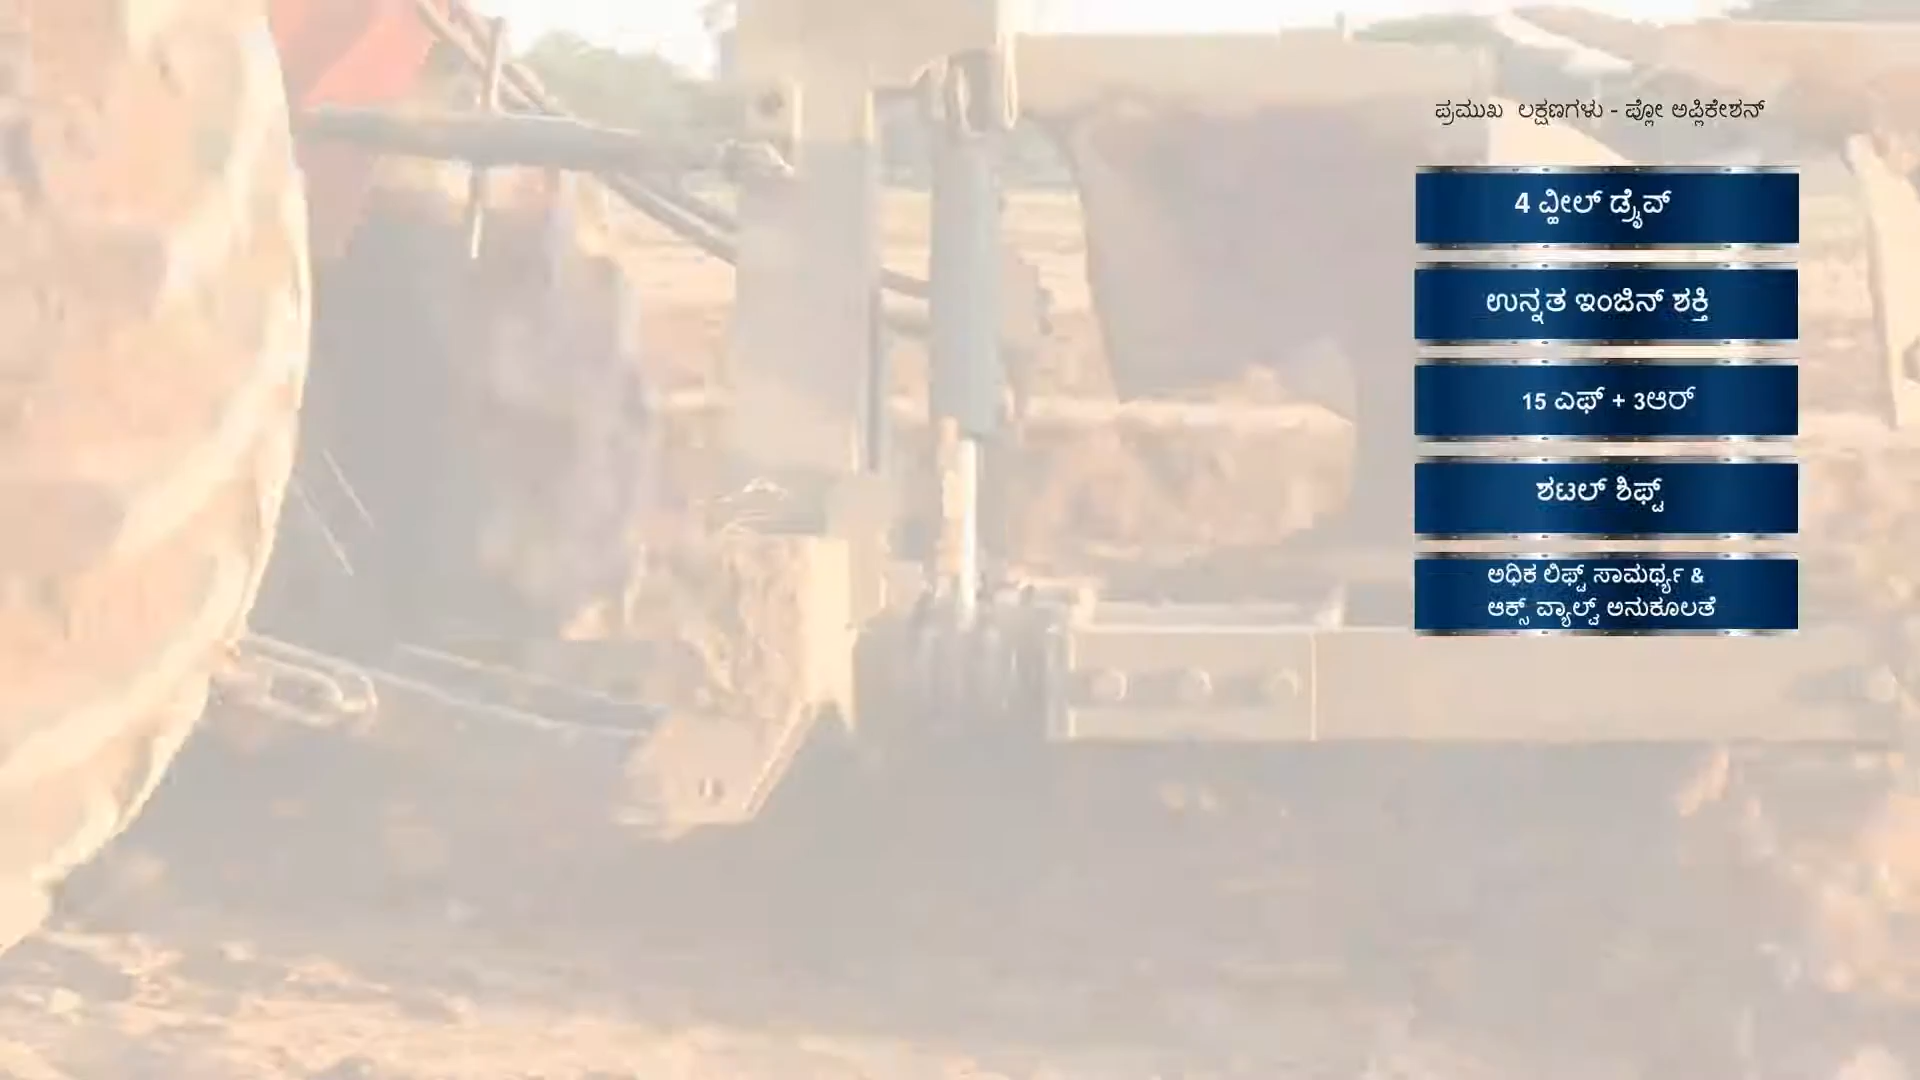 ಪ್ರಮುಖ ಲಕ್ಷಣಗಳು - ಪ್ಲೋ ಅಪ್ಲಿಕೇಶನ್
4 ವ್ಹೀಲ್ ಡ್ರೈವ್
ಉನ್ನತ ಇಂಜಿನ್ ಶಕ್ತಿ
15 ಎಫ್ + 3ಆರ್
ಶಟಲ್ ಶಿಫ್ಟ್
ಅಧಿಕ ಲಿಫ್ಟ್ ಸಾಮರ್ಥ್ಯ &
ಆಕ್ಸ್ ವ್ಯಾಲ್ವ್ ಅನುಕೂಲತೆ